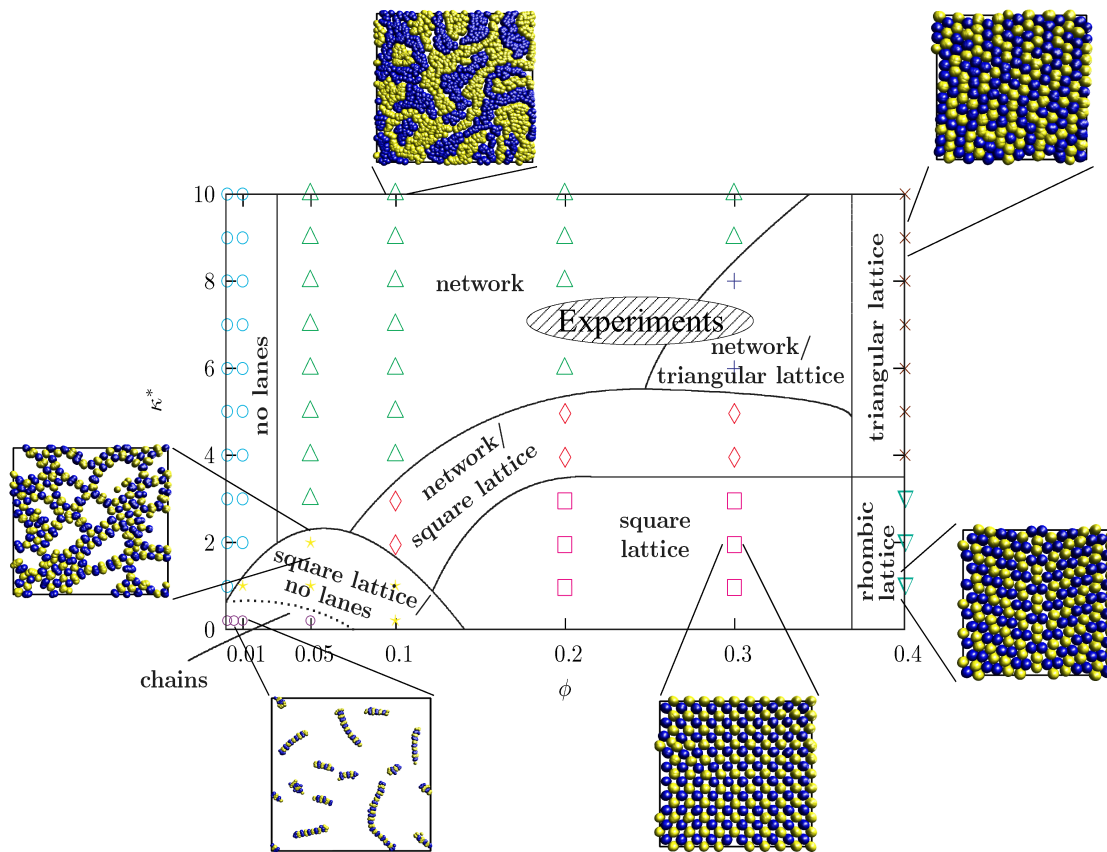 10
8
6
4
2
0
κ*
no lanes
network
Experiments
network/
triangular lattice
triangular lattice
network/
square lattice
square
lattice
rhombic
lattice
square lattice/
no lanes
chains
0.01
0.05
0.1
0.2
0.3
0.4
ϕ